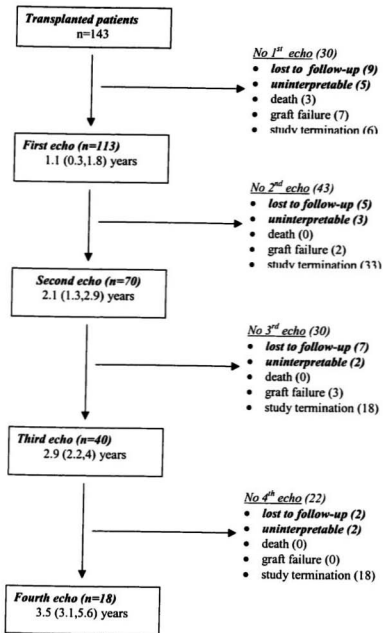 Transplanted patients
n=143
No 1st echo (30)
• lost to follow-up (9)
• uninterpretable (5)
• death (3)
• graft failure (7)
• study termination (6)
First echo (n=113)
1.1 (0.3,1.8) years
No 2nd echo (43)
• lost to follow-up (5)
• uninterpretable (3)
• death (0)
• graft failure (2)
• study termination (33)
Second echo (n=70)
2.1 (1.3,2.9) years
No 3rd echo (30)
• lost to follow-up (7)
• uninterpretable (2)
• death (0)
• graft failure (3)
• study termination (18)
Third echo (n=40)
2.9 (2.2,4) years
No 4th echo (22)
• lost to follow-up (2)
• uninterpretable (2)
• death (0)
• graft failure (0)
• study termination (18)
Fourth echo (n=18)
3.5 (3.1,5.6) years